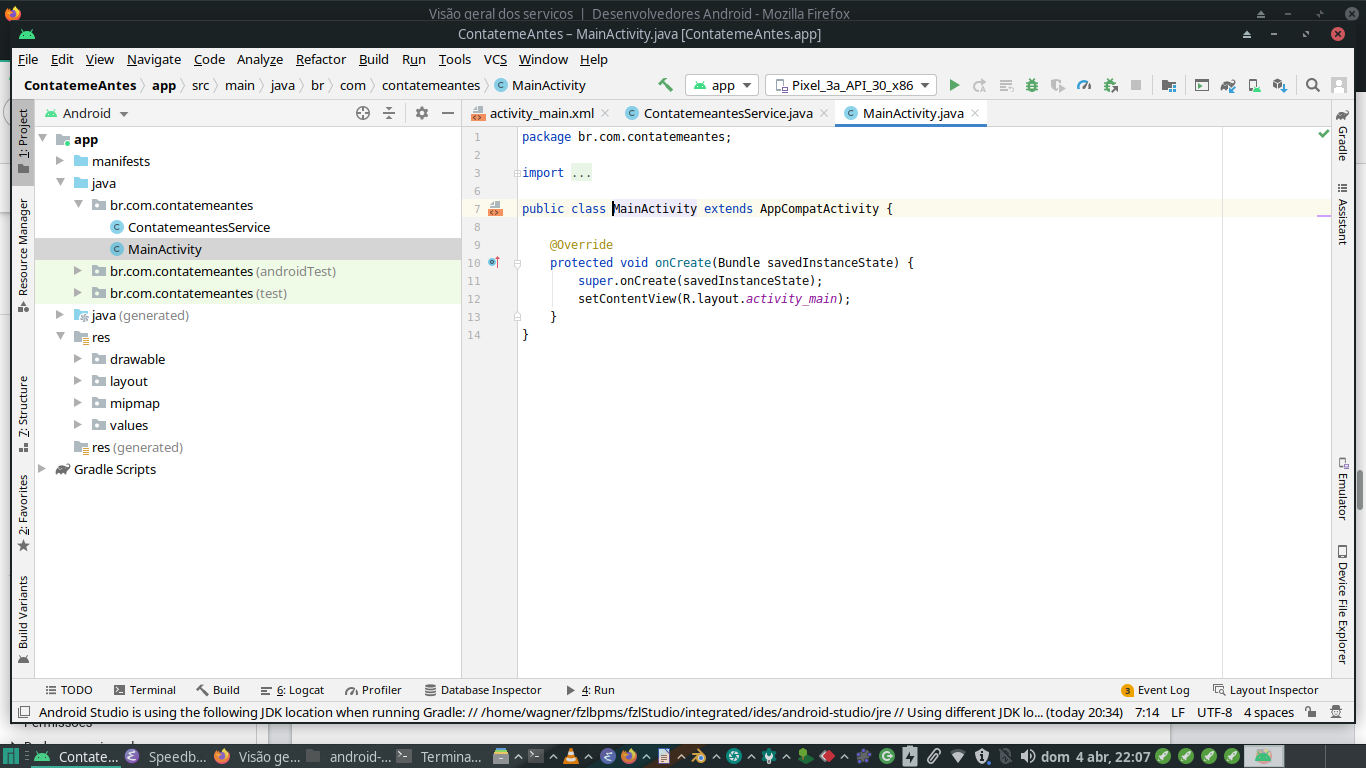 Visão geral dos servicos | Desenvolvedores Android - Mozilla Firefox
ContatemeAntes – MainActivity.java [ContatemeAntes.app]
File Edit View Navigate Code Analyze Refactor Build Run Tools VCS Window Help
ContatemeAntes app src main java br com contatemeantes MainActivity app Pixel_3a_API_30_x86
Android
activity_main.xml ContatemeantesService.java MainActivity.java
1: Project
Resource Manager
7: Structure
2: Favorites
Build Variants
app
manifests
java
br.com.contatemeantes
ContatemeantesService
MainActivity
br.com.contatemeantes (androidTest)
br.com.contatemeantes (test)
java (generated)
res
drawable
layout
mipmap
values
res (generated)
Gradle Scripts
1 package br.com.contatemeantes;
2
3 import ...
6
7 public class MainActivity extends AppCompatActivity {
8
9 @Override
10 protected void onCreate(Bundle savedInstanceState) {
11 super.onCreate(savedInstanceState);
12 setContentView(R.layout.activity_main);
13 }
14 }
Gradle
Assistant
Emulator
Device File Explorer
TODO Terminal Build 6: Logcat Profiler Database Inspector 4: Run 3 Event Log Layout Inspector
Android Studio is using the following JDK location when running Gradle: // /home/wagner/fzlbpms/fzlStudio/integrated/ides/android-studio/jre // Using different JDK lo... (today 20:34) 7:14 LF UTF-8 4 spaces
Contate... Speedb... Visão ge... android-... Termina... dom 4 abr, 22:07